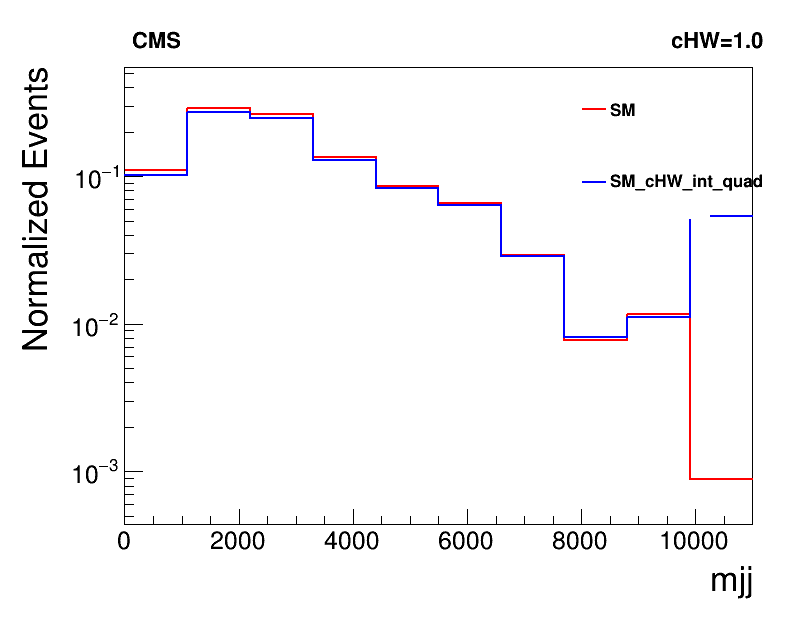 CMS
cHW=1.0
Normalized Events
SM
SM_cHW_int_quad
10⁻¹
10⁻²
10⁻³
0 2000 4000 6000 8000 10000
mjj